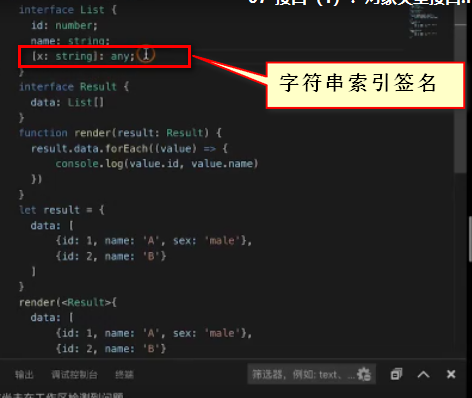 interface List {
id: number;
name: string;
[x: string]: any;
}
字符串索引签名
interface Result {
data: List[]
}
function render(result: Result) {
result.data.forEach((value) => {
console.log(value.id, value.name)
})
}
let result = {
data: [
{id: 1, name: 'A', sex: 'male'},
{id: 2, name: 'B'}
]
}
render(<Result>{
data: [
{id: 1, name: 'A', sex: 'male'},
{id: 2, name: 'B'}
输出 调试控制台 终端 筛选器，例如: text、...